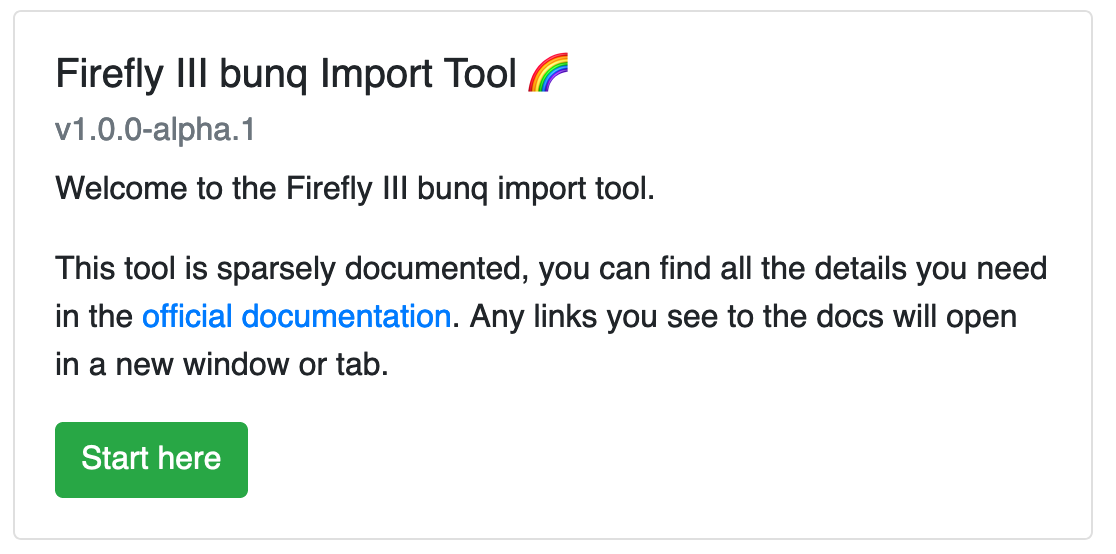 Firefly III bunq Import Tool 🌈
v1.0.0-alpha.1
Welcome to the Firefly III bunq import tool.
This tool is sparsely documented, you can find all the details you need
in the official documentation. Any links you see to the docs will open
in a new window or tab.
Start here